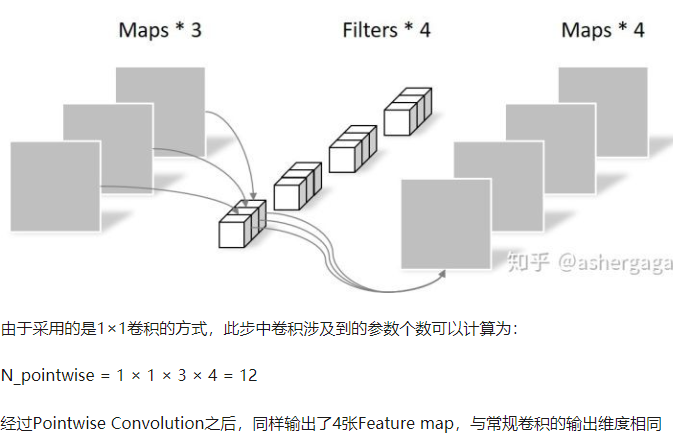 Maps * 3 Filters * 4 Maps * 4
知乎 @ashergaga
由于采用的是1×1卷积的方式，此步中卷积涉及到的参数个数可以计算为：
N_pointwise = 1 × 1 × 3 × 4 = 12
经过Pointwise Convolution之后，同样输出了4张Feature map，与常规卷积的输出维度相同